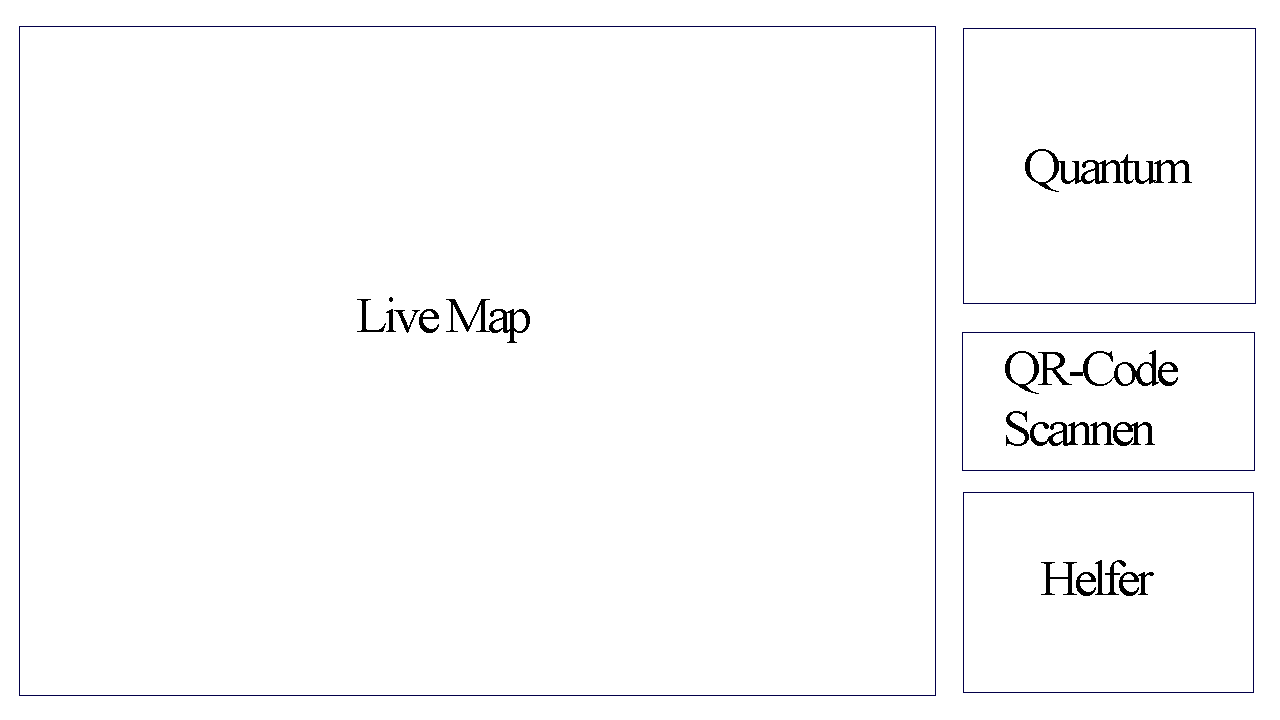 Live Map
Quantum
QR-Code
Scannen
Helfer